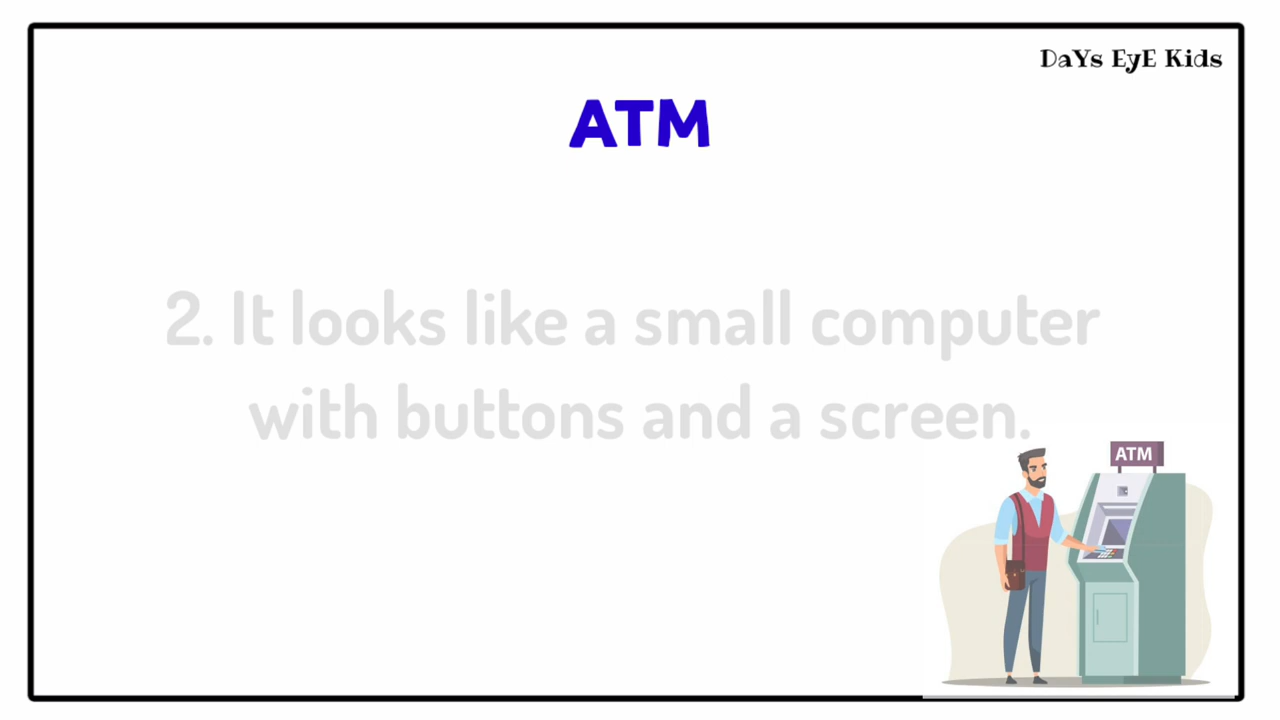 DaYs EyE Kids
ATM
2. It looks like a small computer
with buttons and a screen.
ATM